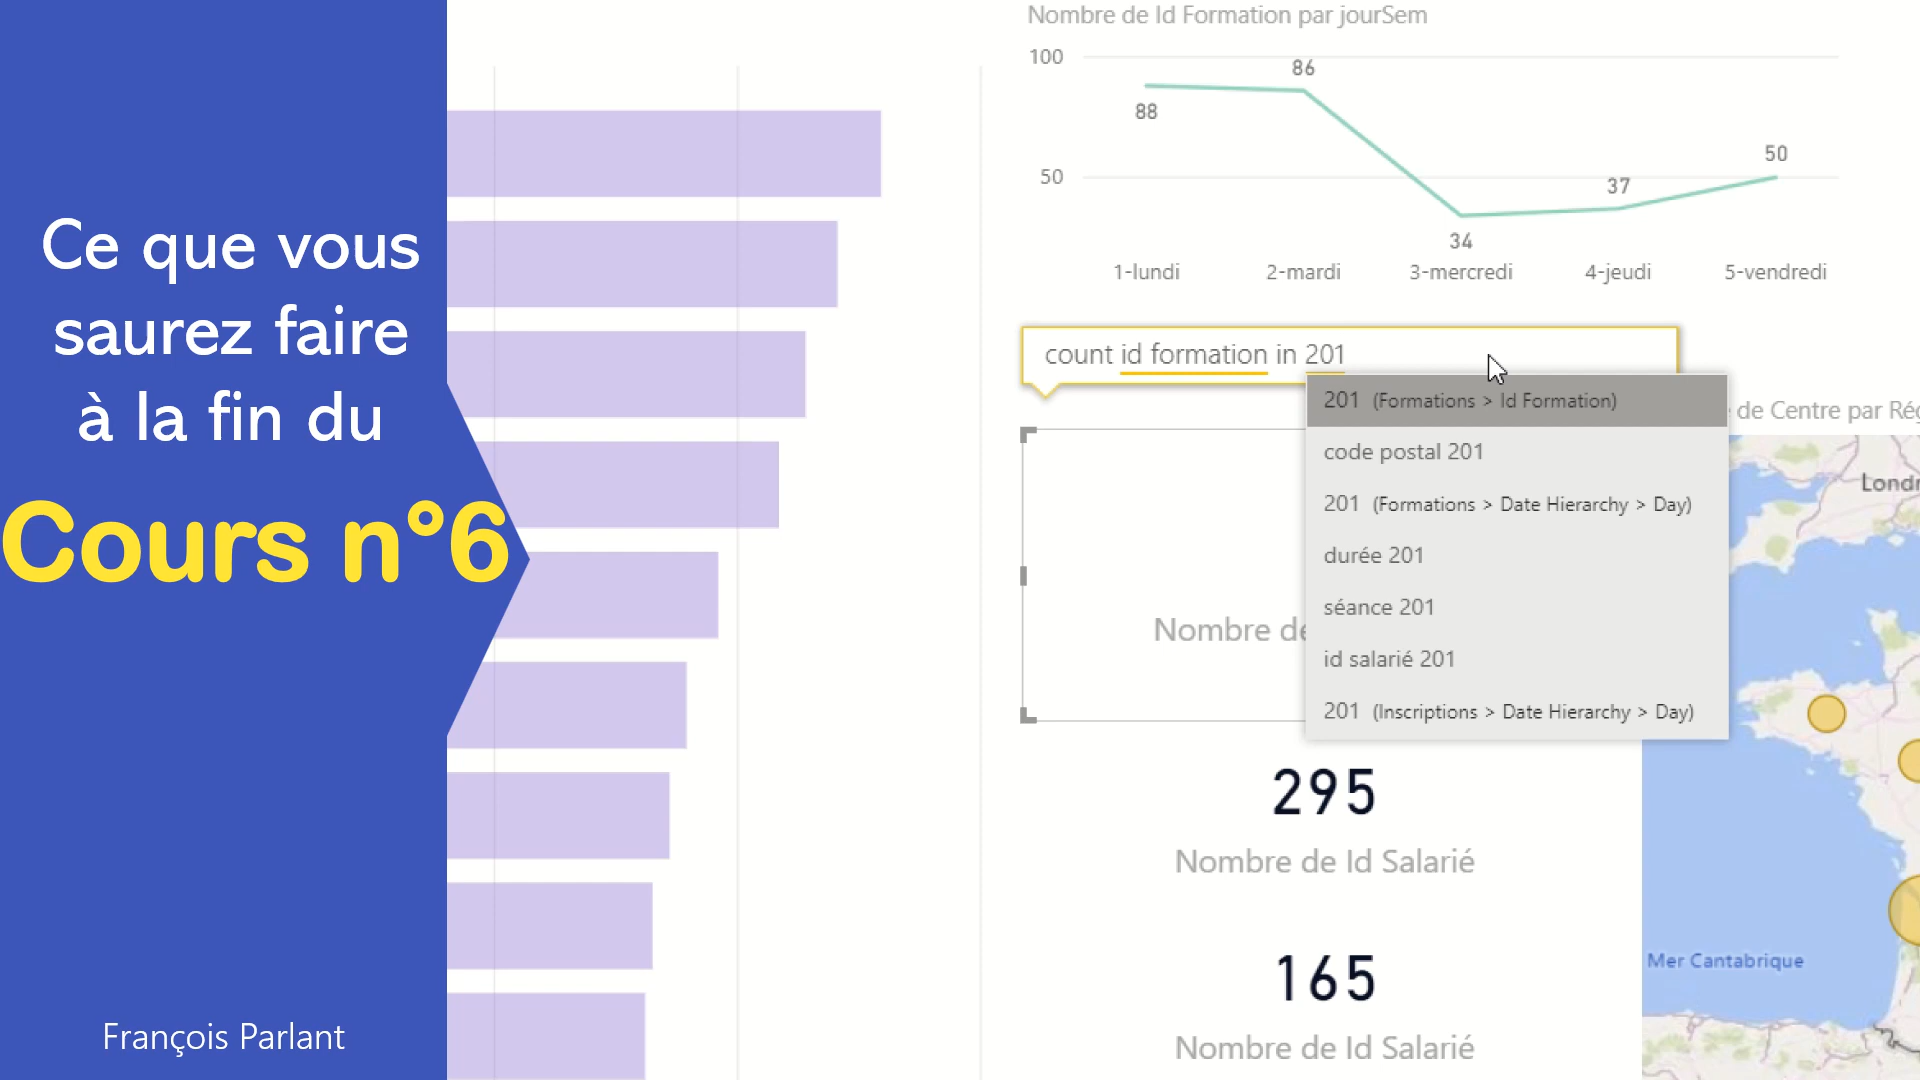 Ce que vous
saurez faire
à la fin du
Cours n°6
François Parlant
Nombre de Id Formation par jourSem
100
50
88
86
34
37
50
1-lundi
2-mardi
3-mercredi
4-jeudi
5-vendredi
count id formation in 201
201 (Formations > Id Formation)
code postal 201
201 (Formations > Date Hierarchy > Day)
durée 201
séance 201
id salarié 201
201 (Inscriptions > Date Hierarchy > Day)
Nombre de
295
Nombre de Id Salarié
165
Nombre de Id Salarié
de Centre par Rég
Londr
Mer Cantabrique